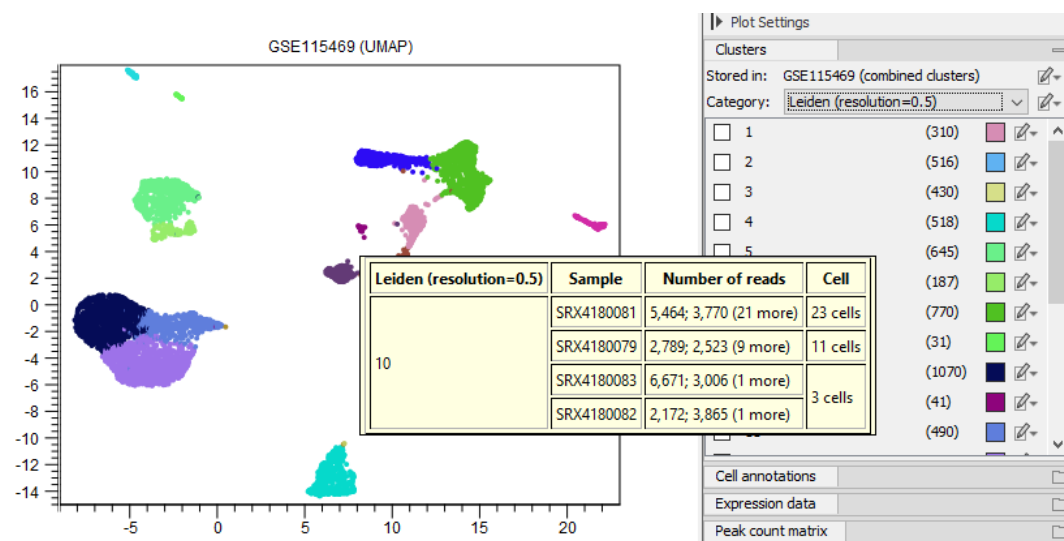 Plot Settings
GSE115469 (UMAP)
Clusters
Stored in: GSE115469 (combined clusters)
Category: Leiden (resolution=0.5)
1 (310)
2 (516)
3 (430)
4 (518)
5 (645)
(187)
(770)
(31)
(1070)
(41)
(490)
Cell annotations
Expression data
Peak count matrix
16
14
12
10
8
6
4
2
0
-2
-4
-6
-8
-10
-12
-14
-5 0 5 10 15 20
Leiden (resolution=0.5) Sample Number of reads Cell
10
SRX4180081 5,464; 3,770 (21 more) 23 cells
SRX4180079 2,789; 2,523 (9 more) 11 cells
SRX4180083 6,671; 3,006 (1 more) 3 cells
SRX4180082 2,172; 3,865 (1 more)